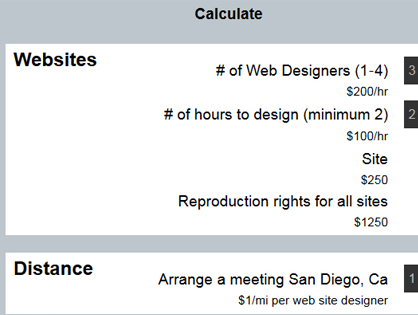 Calculate
Websites
# of Web Designers (1-4)
3
$200/hr
# of hours to design (minimum 2)
2
$100/hr
Site
$250
Reproduction rights for all sites
$1250
Distance
Arrange a meeting San Diego, Ca
1
$1/mi per web site designer